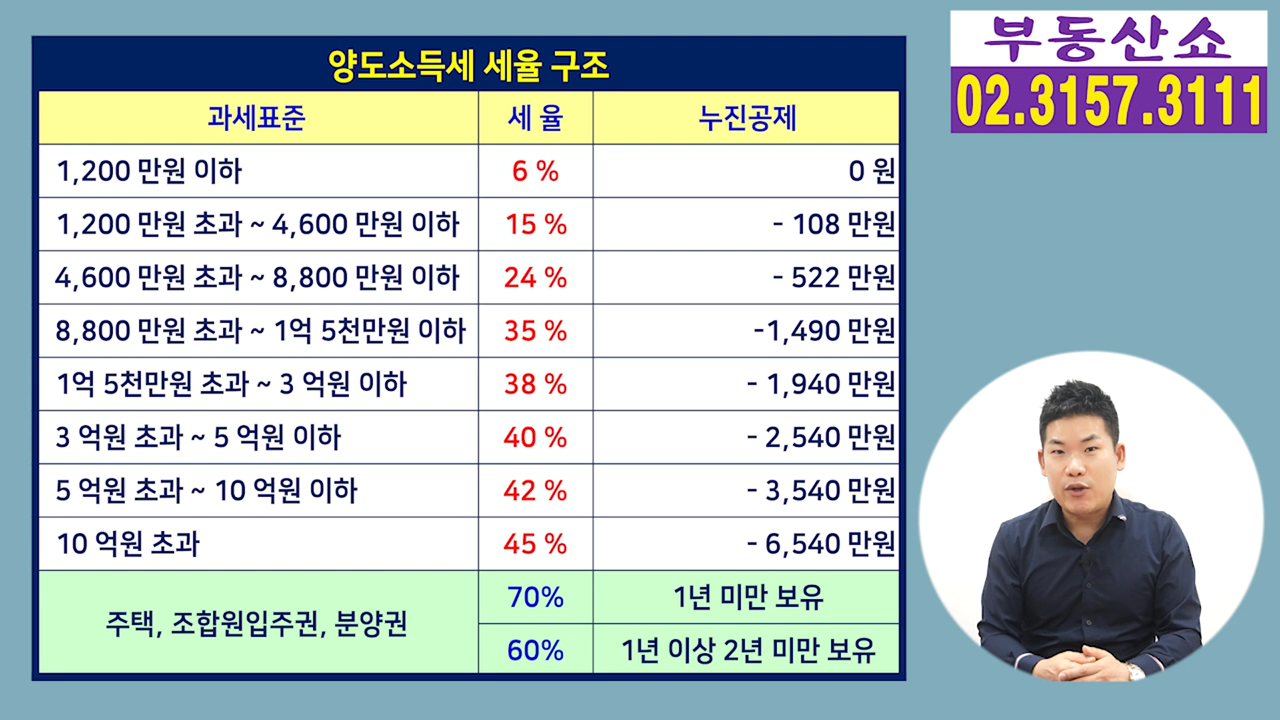 부동산쇼
02.3157.3111
양도소득세 세율 구조
과세표준 세 율 누진공제
1,200 만원 이하 6 % 0 원
1,200 만원 초과 ~ 4,600 만원 이하 15 % - 108 만원
4,600 만원 초과 ~ 8,800 만원 이하 24 % - 522 만원
8,800 만원 초과 ~ 1억 5천만원 이하 35 % -1,490 만원
1억 5천만원 초과 ~ 3 억원 이하 38 % - 1,940 만원
3 억원 초과 ~ 5 억원 이하 40 % - 2,540 만원
5 억원 초과 ~ 10 억원 이하 42 % - 3,540 만원
10 억원 초과 45 % - 6,540 만원
주택, 조합원입주권, 분양권
70% 1년 미만 보유
60% 1년 이상 2년 미만 보유